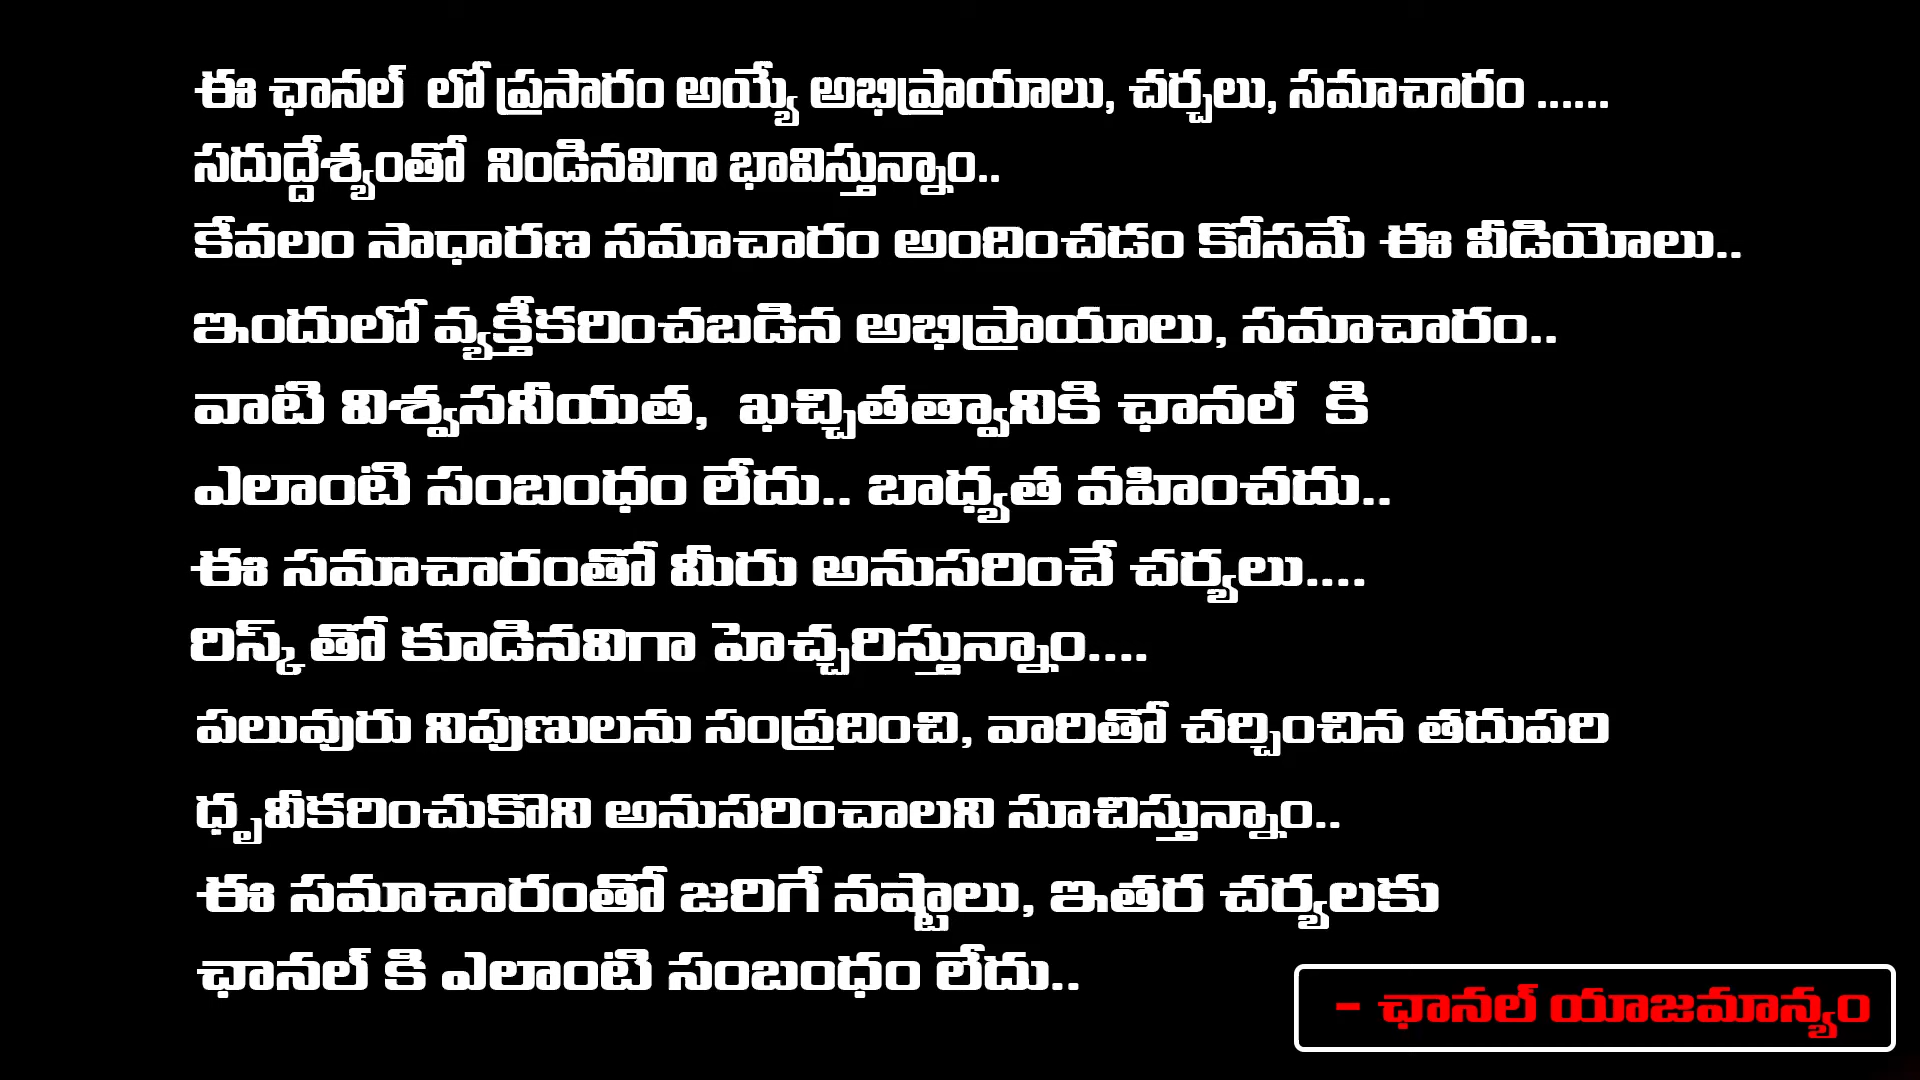 ఈ ఛానల్ లో ప్రసారం అయ్యే అభిప్రాయాలు, చర్చలు, సమాచారం ......
సదుద్దేశ్యంతో నిండినవిగా భావిస్తున్నాం..
కేవలం సాధారణ సమాచారం అందించడం కోసమే ఈ వీడియోలు..
ఇందులో వ్యక్తీకరించబడిన అభిప్రాయాలు, సమాచారం..
వాటి విశ్వసనీయత, ఖచ్చితత్వానికి ఛానల్ కి
ఎలాంటి సంబంధం లేదు.. బాధ్యత వహించదు..
ఈ సమాచారంతో మీరు అనుసరించే చర్యలు....
రిస్క్ తో కూడినవిగా హెచ్చరిస్తున్నాం....
పలువురు నిపుణులను సంప్రదించి, వారితో చర్చించిన తదుపరి
ధృవీకరించుకొని అనుసరించాలని సూచిస్తున్నాం..
ఈ సమాచారంతో జరిగే నష్టాలు, ఇతర చర్యలకు
ఛానల్ కి ఎలాంటి సంబంధం లేదు..
- ఛానల్ యాజమాన్యం